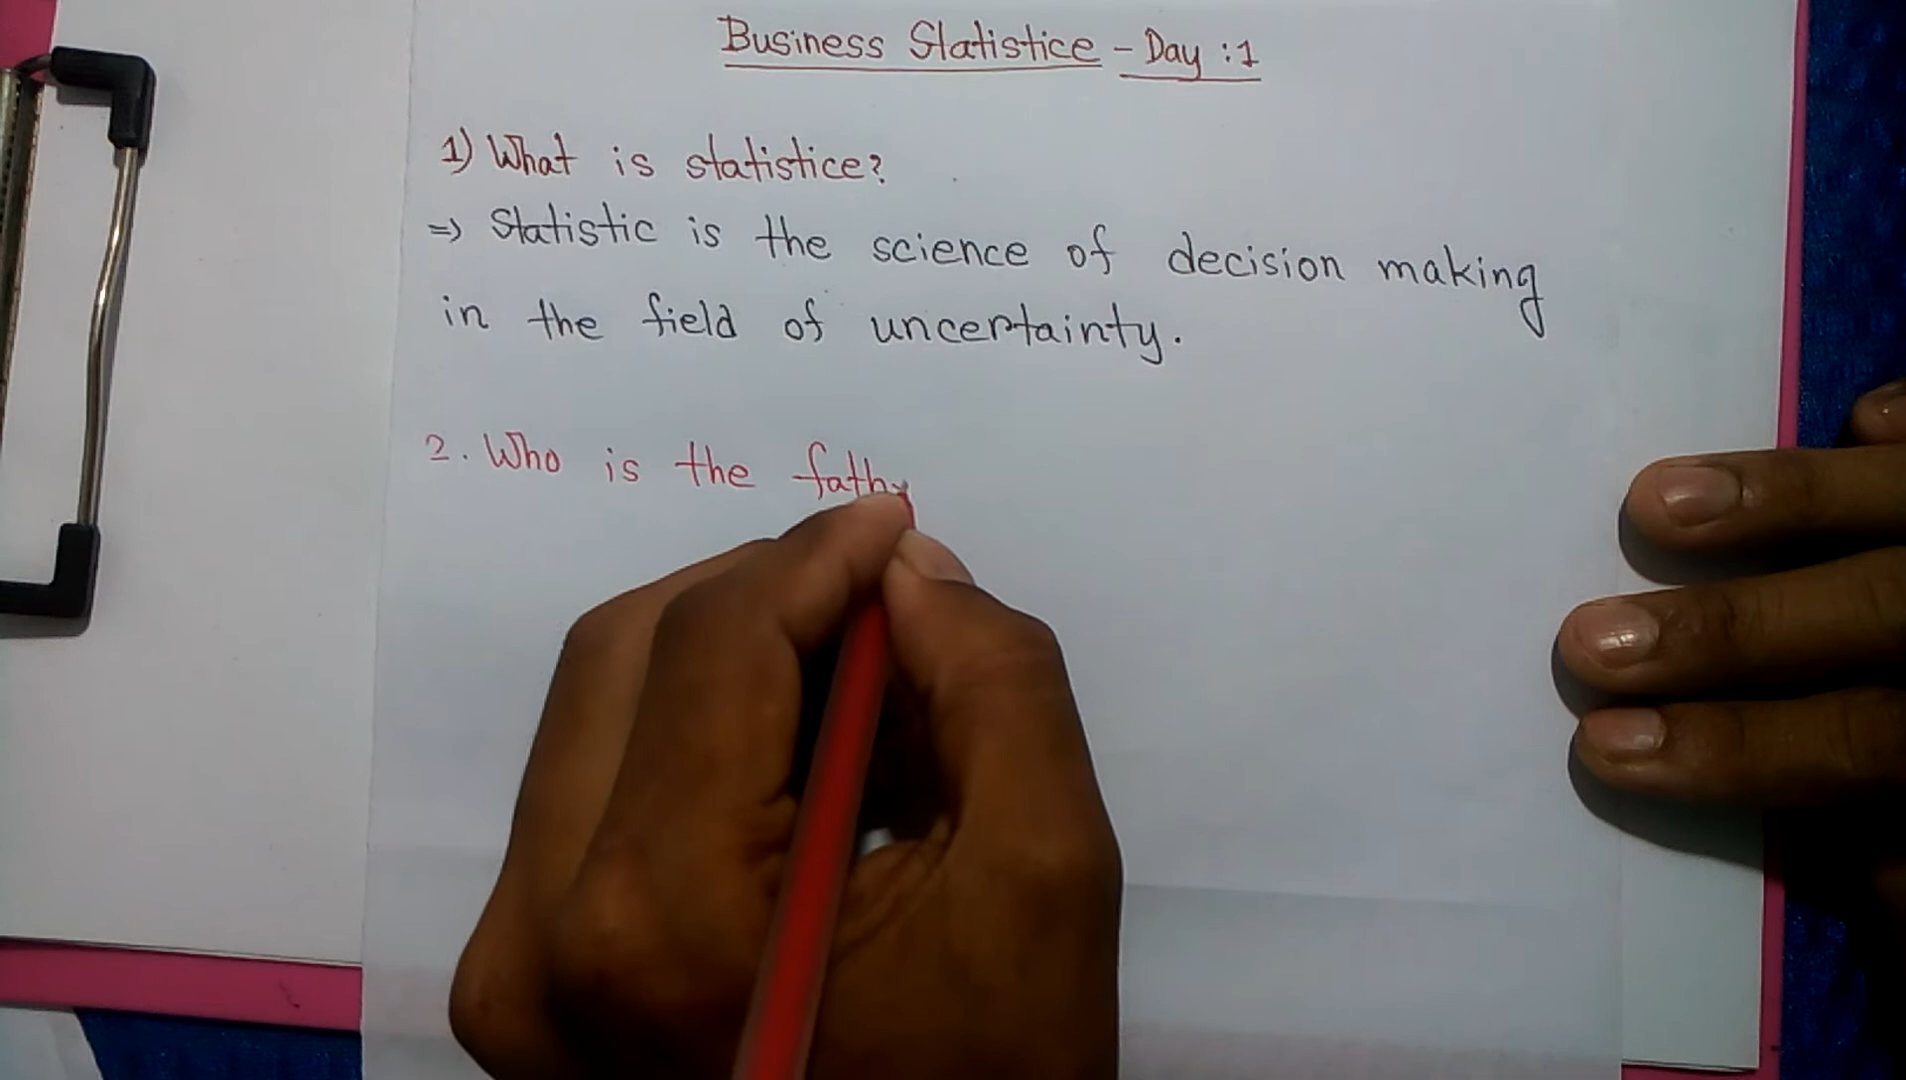 Business Statistice - Day : 1
1) What is statistice?
=> Statistic is the science of decision making
in the field of uncertainty.
2. Who is the fath